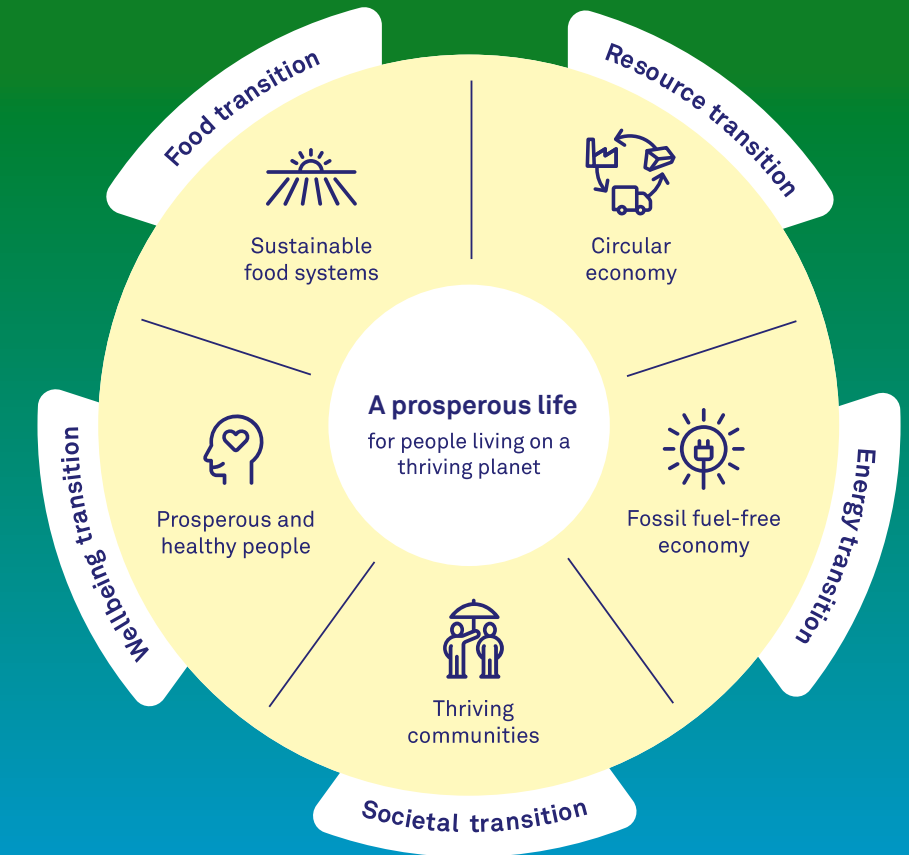 Food transition
Resource transition
Sustainable
food systems
Circular
economy
A prosperous life
for people living on a
thriving planet
Wellbeing transition
Prosperous and
healthy people
Fossil fuel-free
economy
Energy transition
Thriving
communities
Societal transition